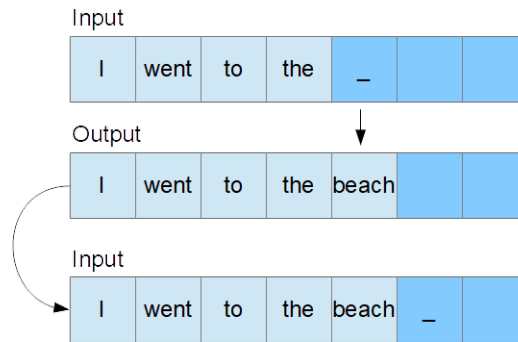 Input
I went to the _
Output
I went to the beach
Input
I went to the beach _